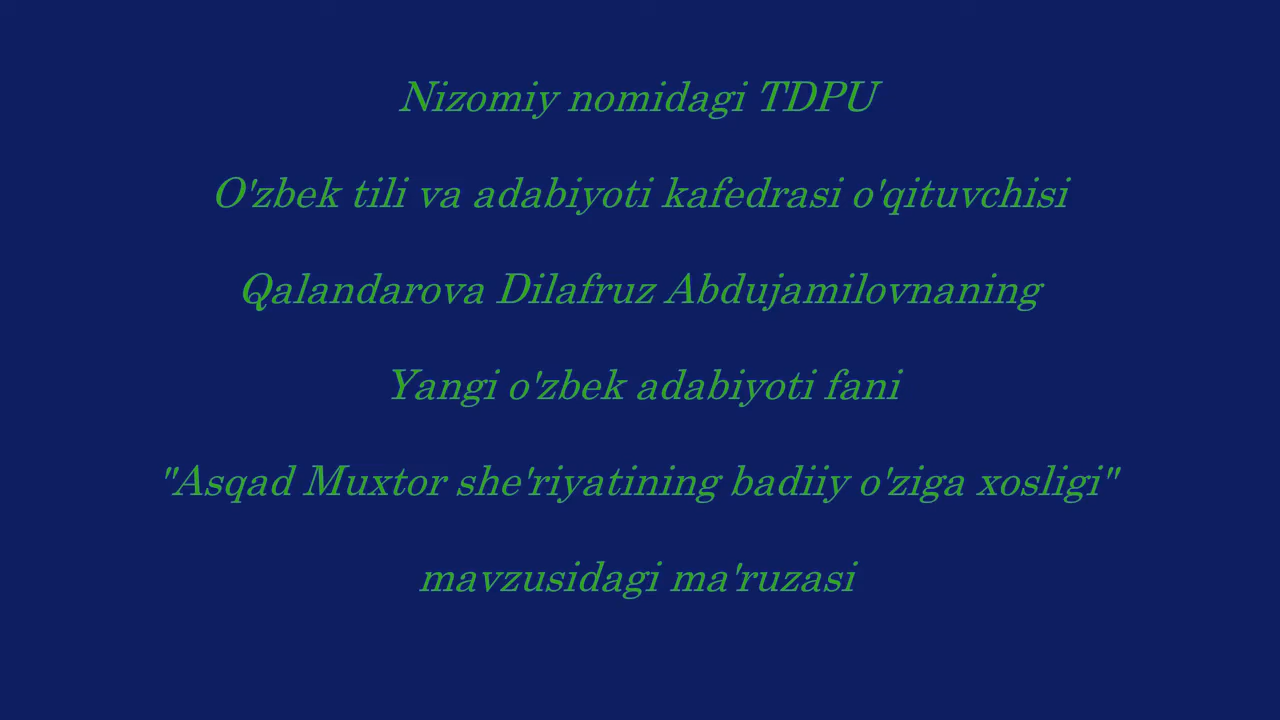 Nizomiy nomidagi TDPU
O'zbek tili va adabiyoti kafedrasi o'qituvchisi
Qalandarova Dilafruz Abdujamilovnaning
Yangi o'zbek adabiyoti fani
"Asqad Muxtor she'riyatining badiiy o'ziga xosligi"
mavzusidagi ma'ruzasi